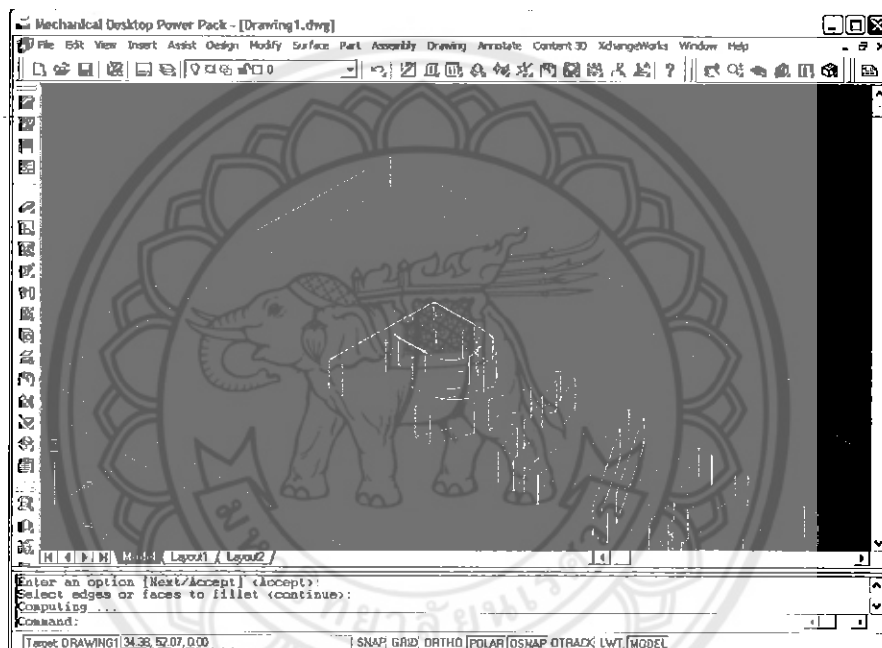 Mechanical Desktop Power Pack - [Drawing1.dwg]
File Edit View Insert Assist Design Modify Surface Part Assembly Drawing Annotate Content 3D XchangeWorks Window Help
0
Model Layout1 Layout2
Enter an option [Next/Accept] <Accept>:
Select edges or faces to fillet <continue>:
Computing ...
Command:
Target: DRAWING1 34.38, 52.07, 0.00 SNAP GRID ORTHO POLAR OSNAP OTRACK LWT MODEL